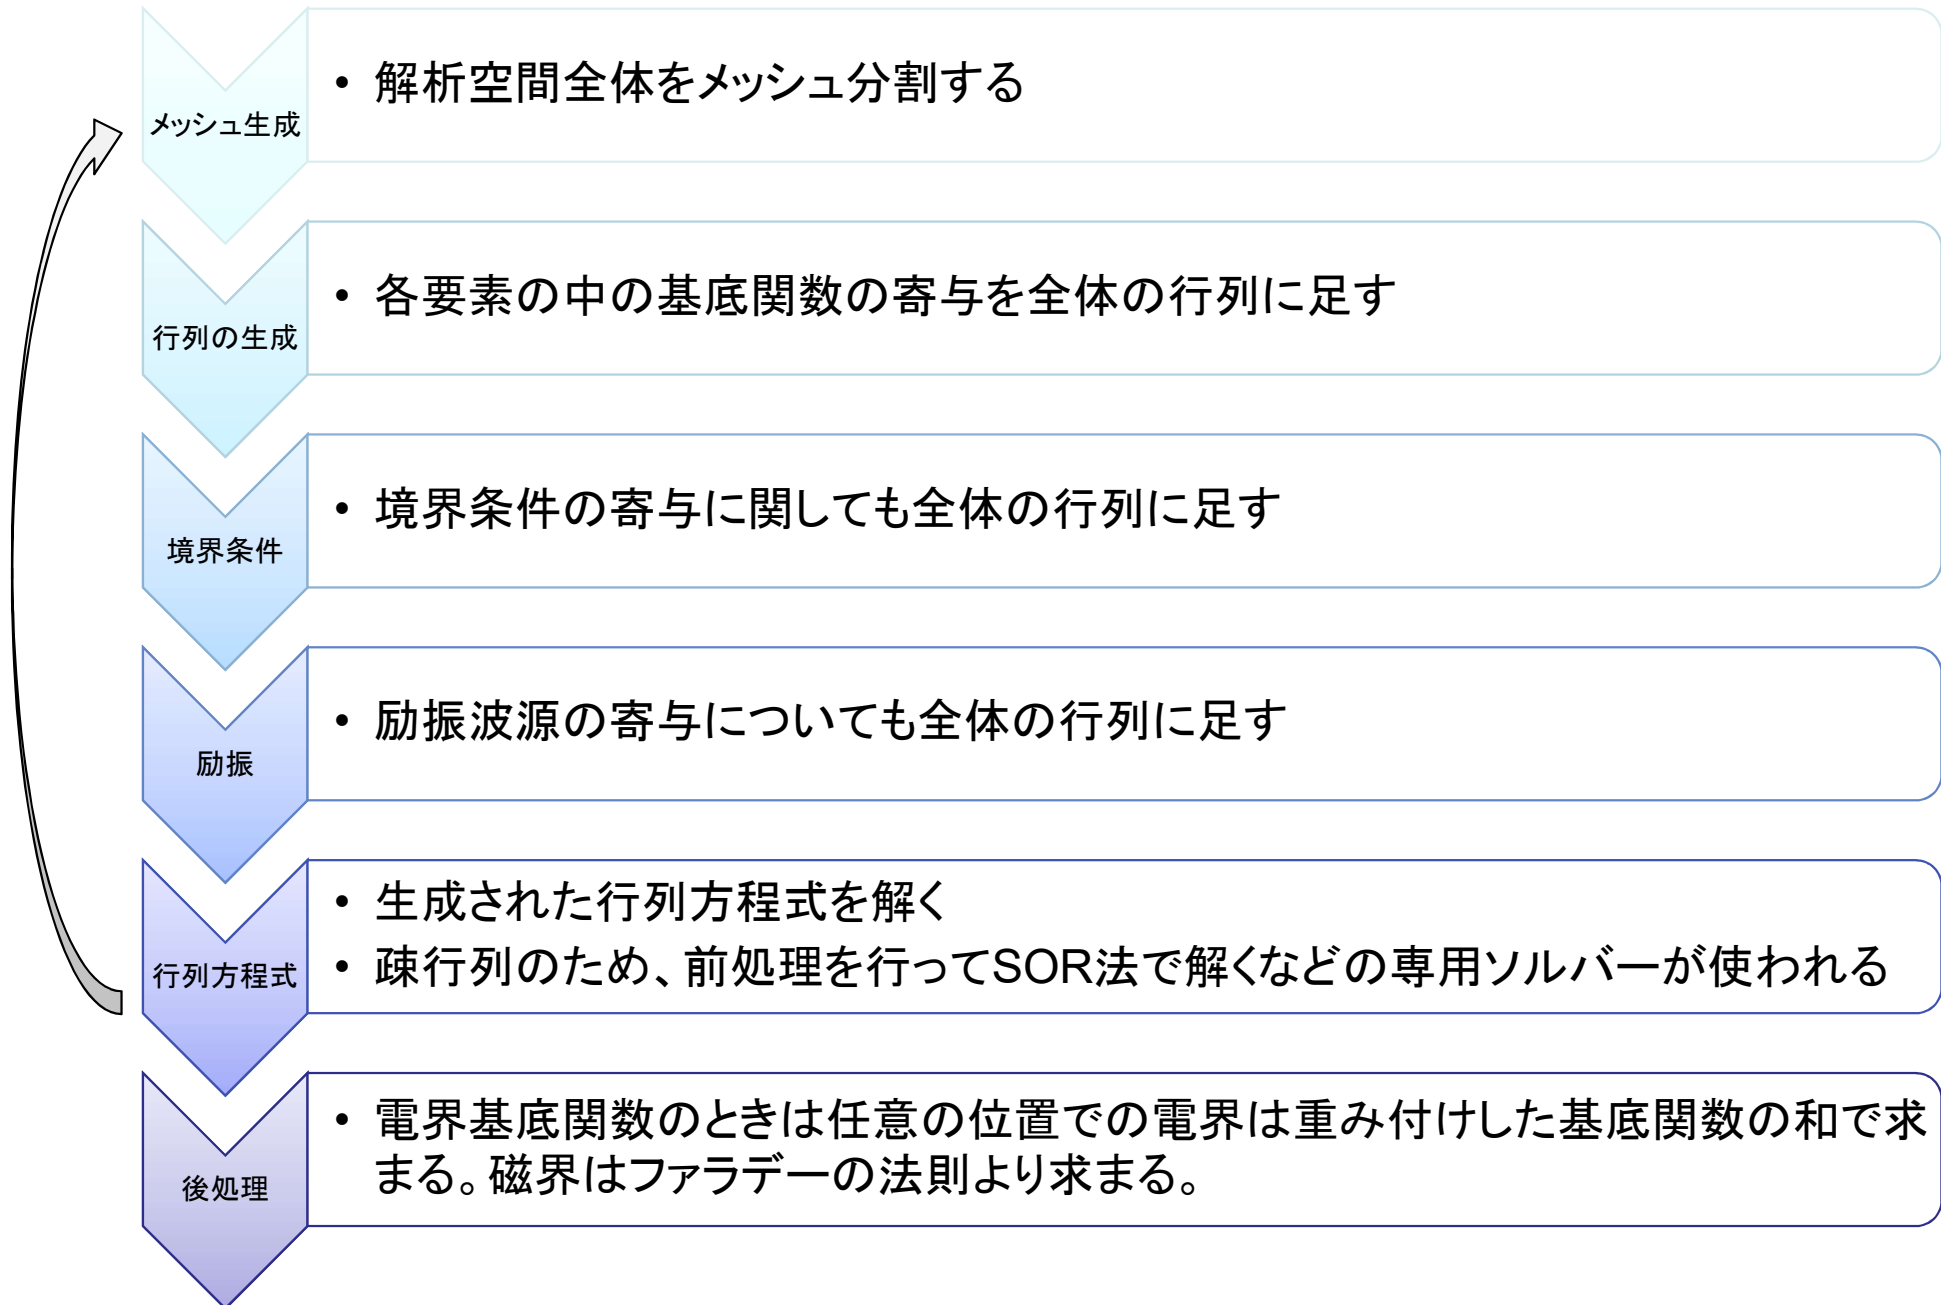 メッシュ生成
• 解析空間全体をメッシュ分割する
行列の生成
• 各要素の中の基底関数の寄与を全体の行列に足す
境界条件
• 境界条件の寄与に関しても全体の行列に足す
励振
• 励振波源の寄与についても全体の行列に足す
行列方程式
• 生成された行列方程式を解く
• 疎行列のため、前処理を行ってSOR法で解くなどの専用ソルバーが使われる
後処理
• 電界基底関数のときは任意の位置での電界は重み付けした基底関数の和で求
まる。磁界はファラデーの法則より求まる。